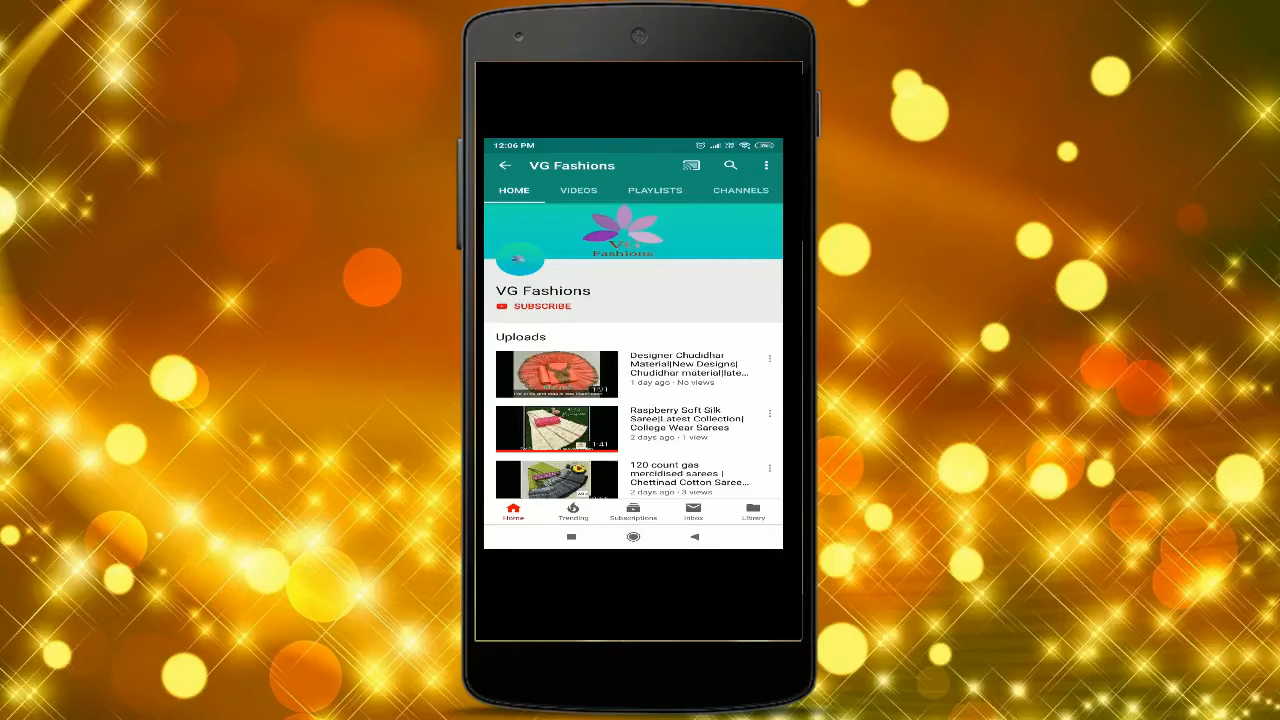 12:06 PM
VG Fashions
HOME VIDEOS PLAYLISTS CHANNELS
VG
Fashions
VG Fashions
SUBSCRIBE
Uploads
Designer Chudidhar
Material|New Designs|
Chudidhar material|late...
1 day ago · No views
1:21
Raspberry Soft Silk
Saree|Latest Collection|
College Wear Sarees
2 days ago · 1 view
1:41
120 count gas
mercidised sarees |
Chettinad Cotton Saree...
2 days ago · 3 views
Home Trending Subscriptions Inbox Library